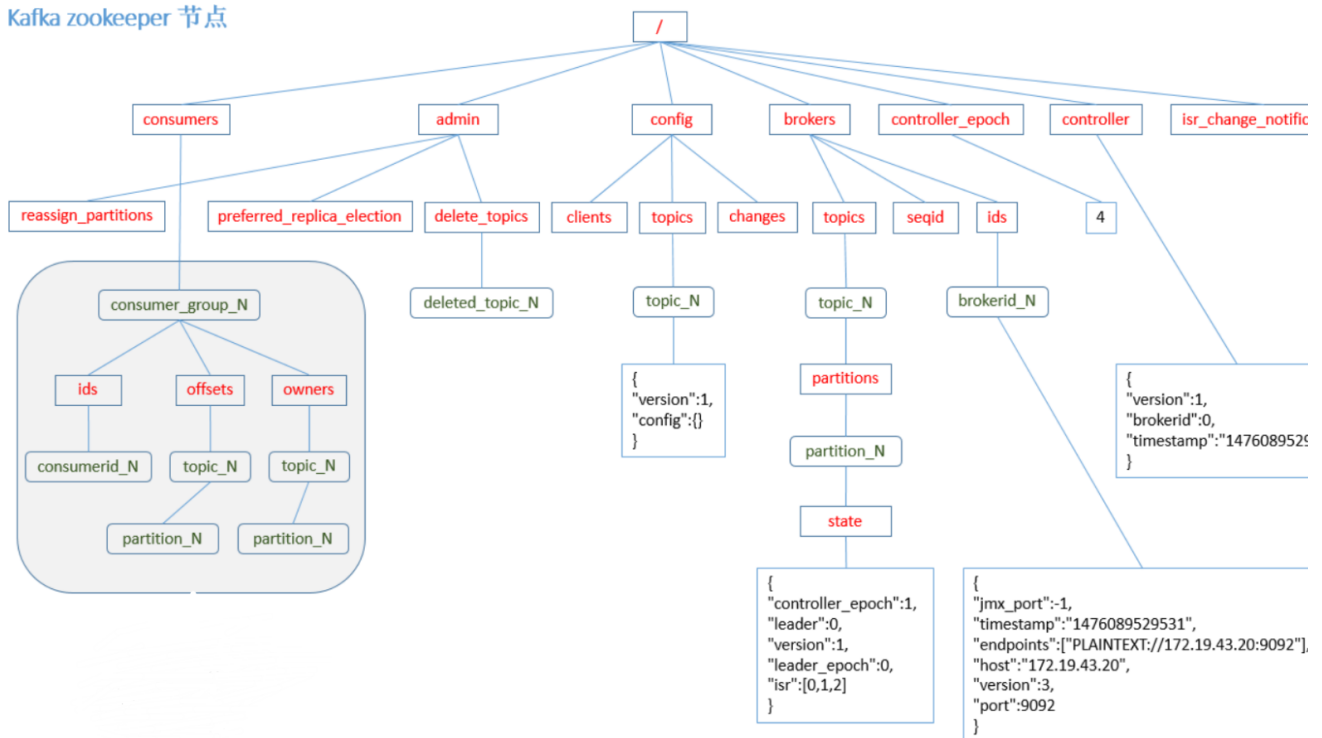 Kafka zookeeper 节点
/
consumers
admin
config
brokers
controller_epoch
controller
isr_change_notific
reassign_partitions
preferred_replica_election
delete_topics
clients
topics
changes
topics
seqid
ids
4
consumer_group_N
deleted_topic_N
topic_N
topic_N
brokerid_N
ids
offsets
owners
{
"version":1,
"config":{}
}
partitions
{
"version":1,
"brokerid":0,
"timestamp":"1476089529
}
consumerid_N
topic_N
topic_N
partition_N
partition_N
partition_N
state
{
"controller_epoch":1,
"leader":0,
"version":1,
"leader_epoch":0,
"isr":[0,1,2]
}
{
"jmx_port":-1,
"timestamp":"1476089529531",
"endpoints":["PLAINTEXT://172.19.43.20:9092"],
"host":"172.19.43.20",
"version":3,
"port":9092
}